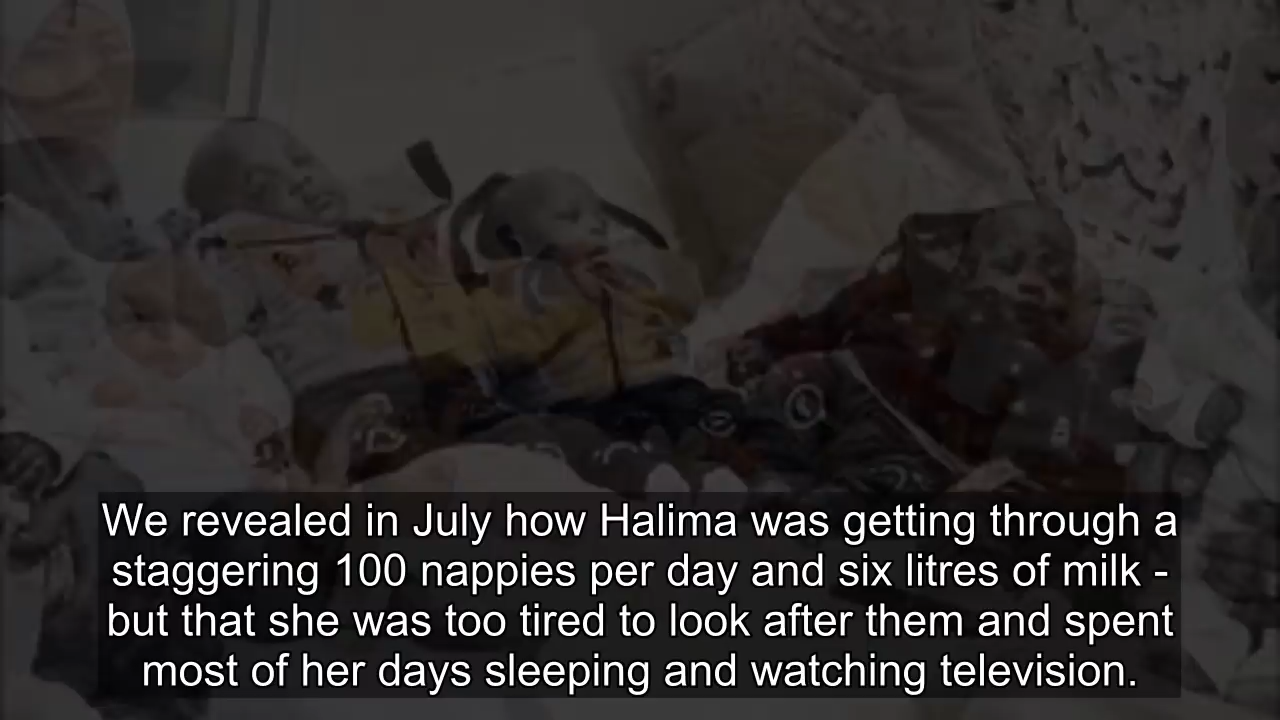 We revealed in July how Halima was getting through a
staggering 100 nappies per day and six litres of milk -
but that she was too tired to look after them and spent
most of her days sleeping and watching television.